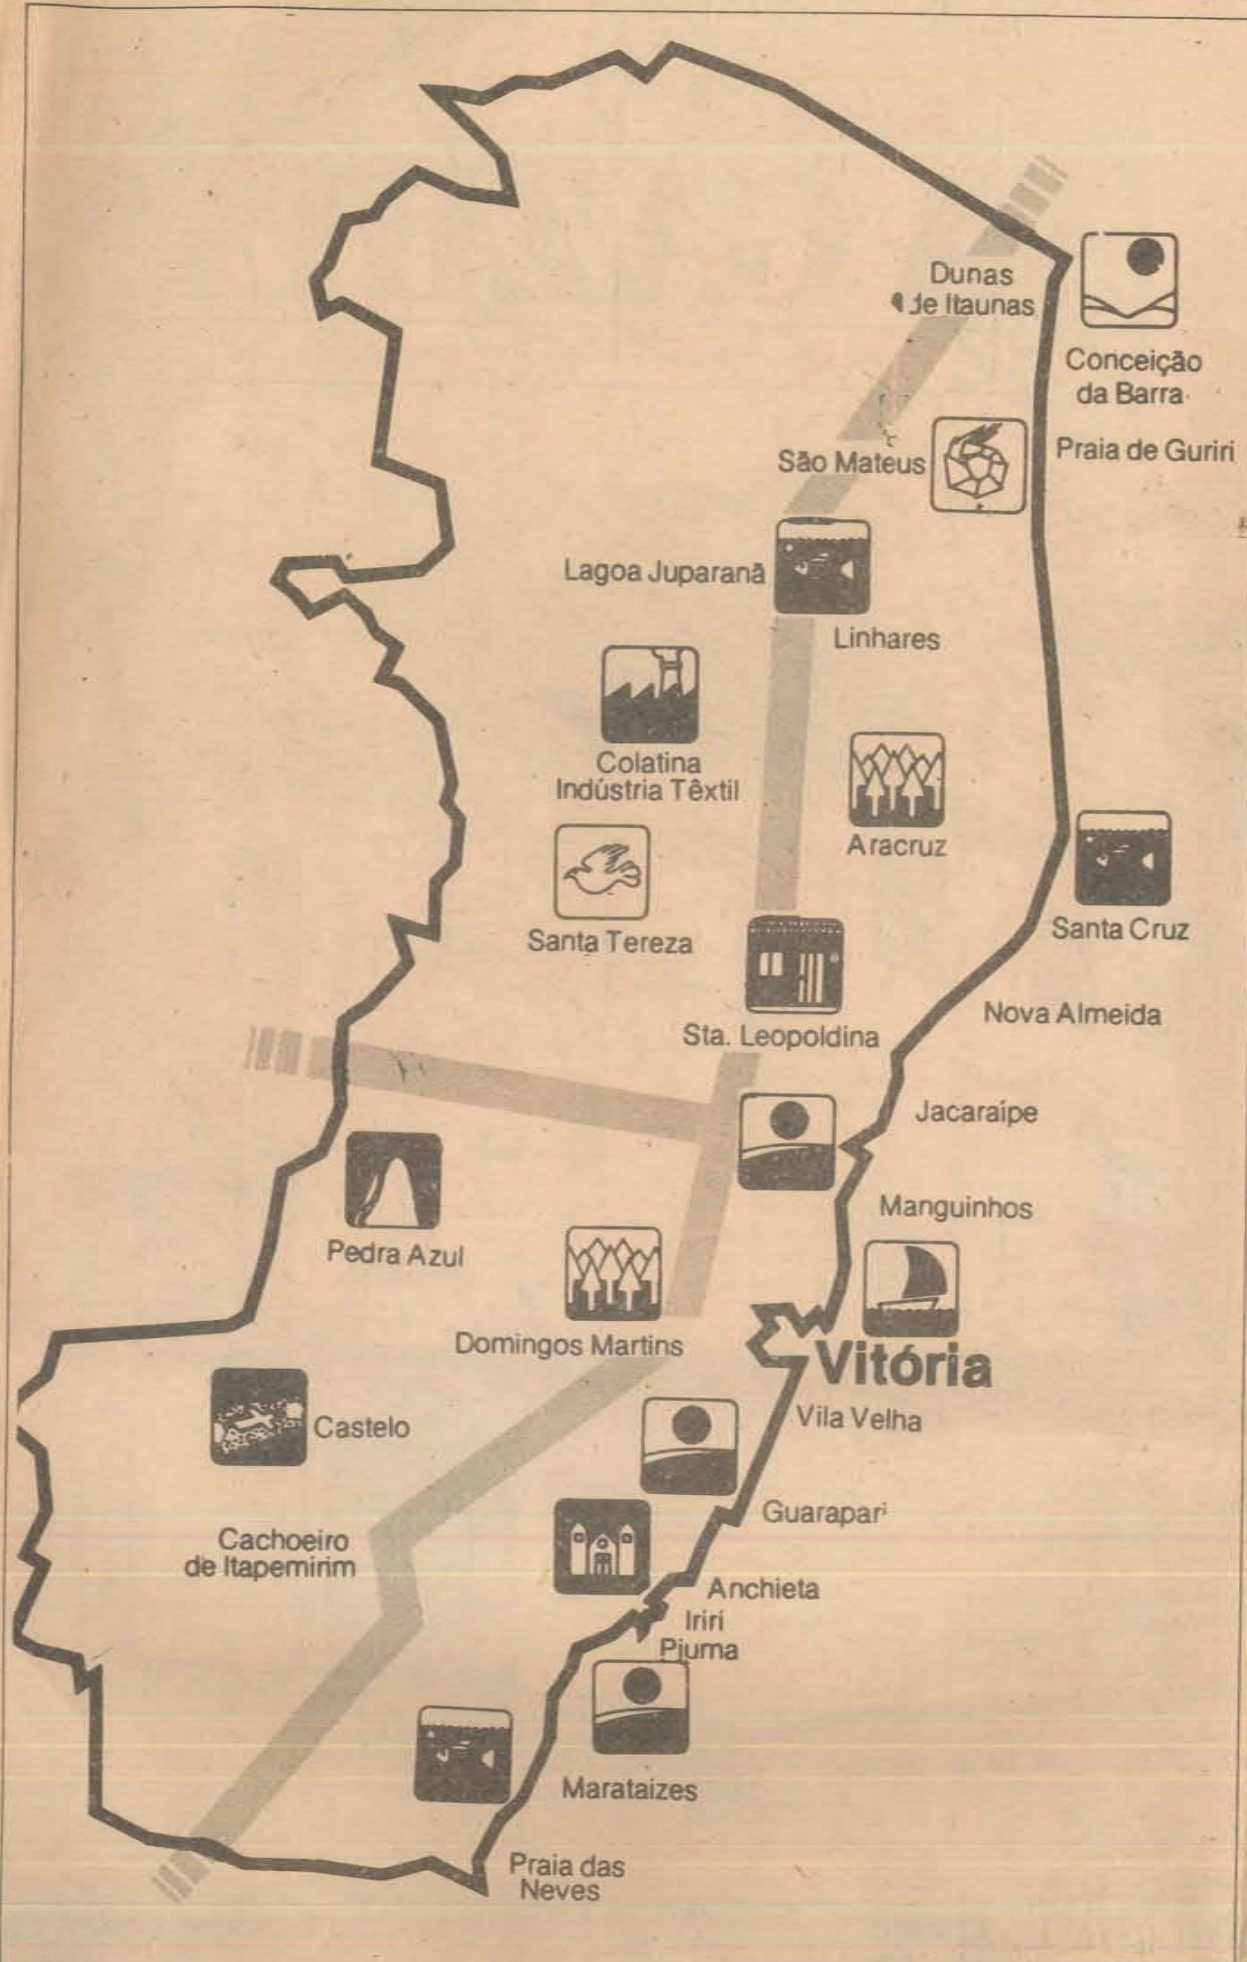 Dunas
de Itaunas
Conceição
da Barra
São Mateus
Praia de Guriri
Lagoa Juparanã
Linhares
Colatina
Indústria Têxtil
Aracruz
Santa Tereza
Santa Cruz
Sta. Leopoldina
Nova Almeida
Jacaraípe
Pedra Azul
Manguinhos
Domingos Martins
Vitória
Castelo
Vila Velha
Guarapari
Cachoeiro
de Itapemirim
Anchieta
Iriri
Piuma
Marataizes
Praia das
Neves